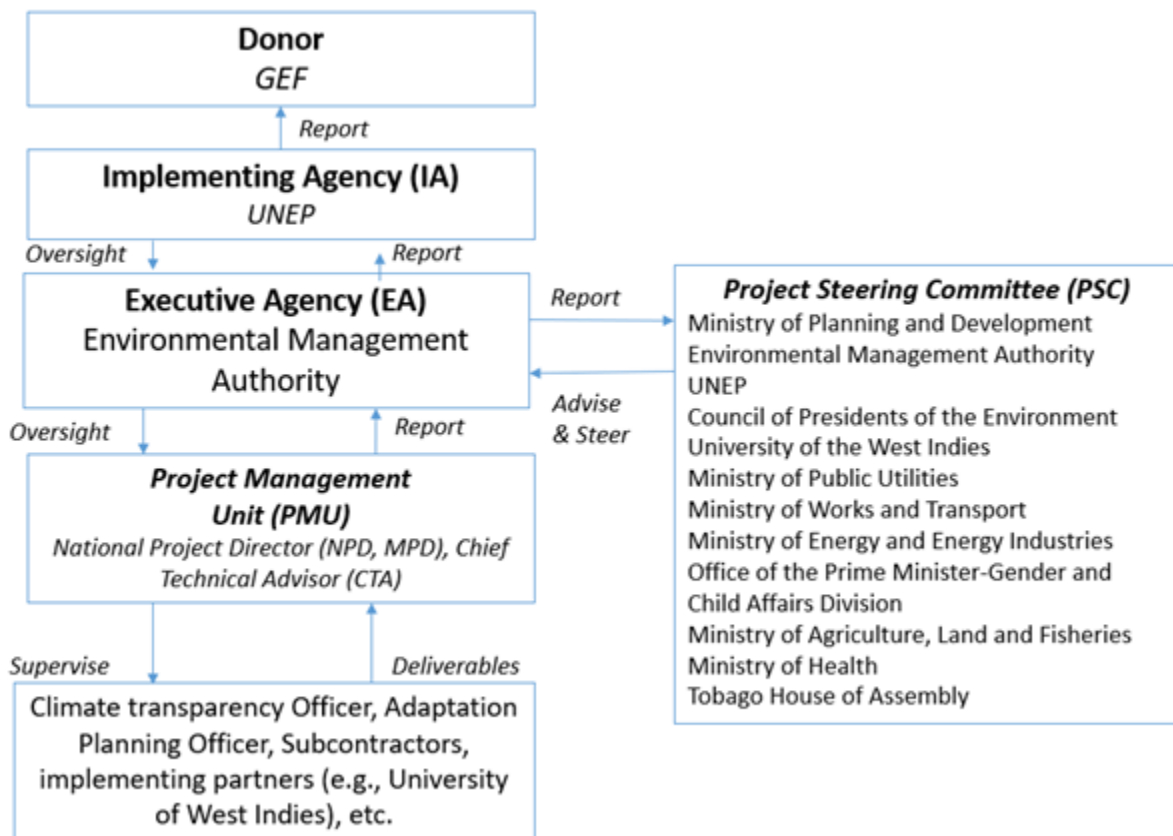 Donor
GEF
Report
Implementing Agency (IA)
UNEP
Oversight
Report
Executive Agency (EA)
Environmental Management
Authority
Report
Advise
& Steer
Project Steering Committee (PSC)
Ministry of Planning and Development
Environmental Management Authority
UNEP
Council of Presidents of the Environment
University of the West Indies
Ministry of Public Utilities
Ministry of Works and Transport
Ministry of Energy and Energy Industries
Office of the Prime Minister-Gender and
Child Affairs Division
Ministry of Agriculture, Land and Fisheries
Ministry of Health
Tobago House of Assembly
Oversight
Report
Project Management
Unit (PMU)
National Project Director (NPD, MPD), Chief
Technical Advisor (CTA)
Supervise
Deliverables
Climate transparency Officer, Adaptation
Planning Officer, Subcontractors,
implementing partners (e.g., University
of West Indies), etc.